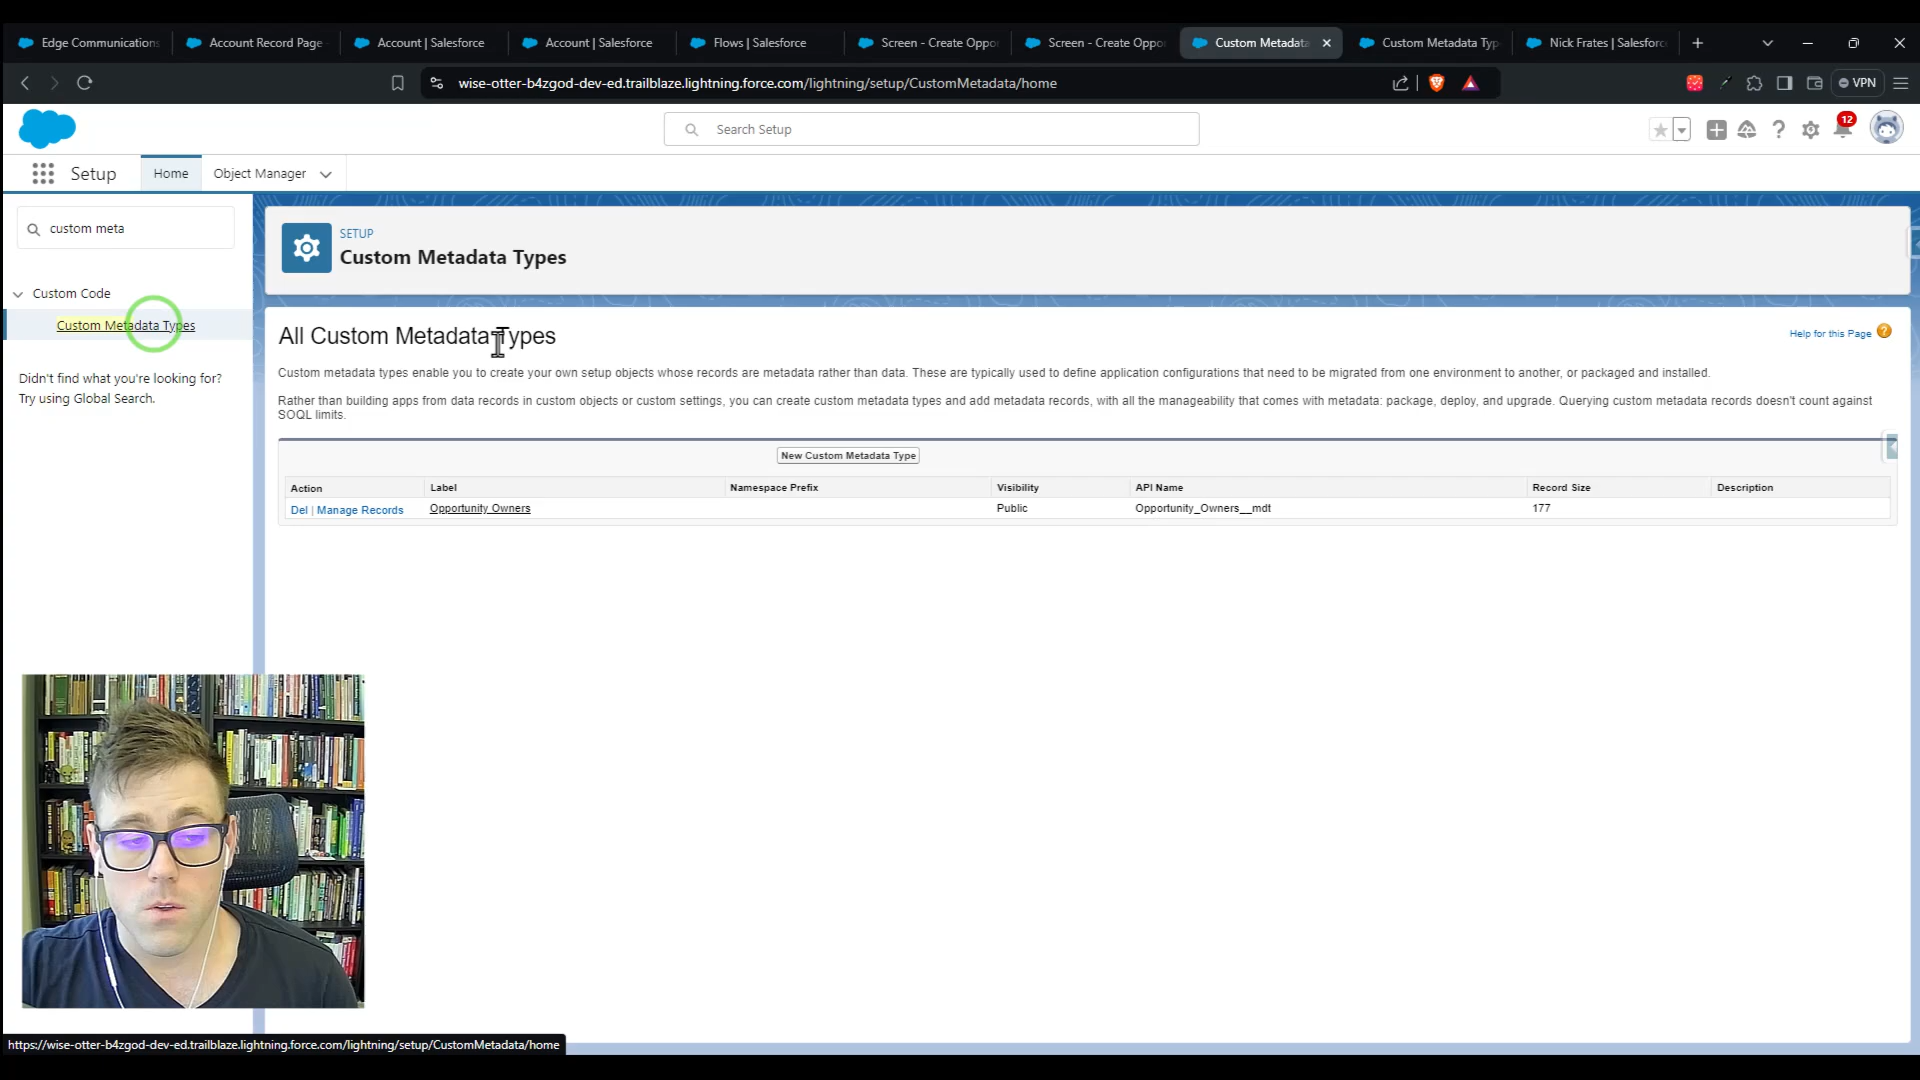 Edge Communications
Account Record Page
Account | Salesforce
Account | Salesforce
Flows | Salesforce
Screen - Create Oppor
Screen - Create Oppor
Custom Metadata
Custom Metadata Typ
Nick Frates | Salesforc
wise-otter-b4zgod-dev-ed.trailblaze.lightning.force.com/lightning/setup/CustomMetadata/home
VPN
Search Setup
12
Setup
Home
Object Manager
custom meta
Custom Code
Custom Metadata Types
Didn't find what you're looking for?
Try using Global Search.
SETUP
Custom Metadata Types
All Custom Metadata Types
Help for this Page
Custom metadata types enable you to create your own setup objects whose records are metadata rather than data. These are typically used to define application configurations that need to be migrated from one environment to another, or packaged and installed.
Rather than building apps from data records in custom objects or custom settings, you can create custom metadata types and add metadata records, with all the manageability that comes with metadata: package, deploy, and upgrade. Querying custom metadata records doesn't count against
SOQL limits.
New Custom Metadata Type
Action Label Namespace Prefix Visibility API Name Record Size Description
Del | Manage Records Opportunity Owners Public Opportunity_Owners__mdt 177
https://wise-otter-b4zgod-dev-ed.trailblaze.lightning.force.com/lightning/setup/CustomMetadata/home